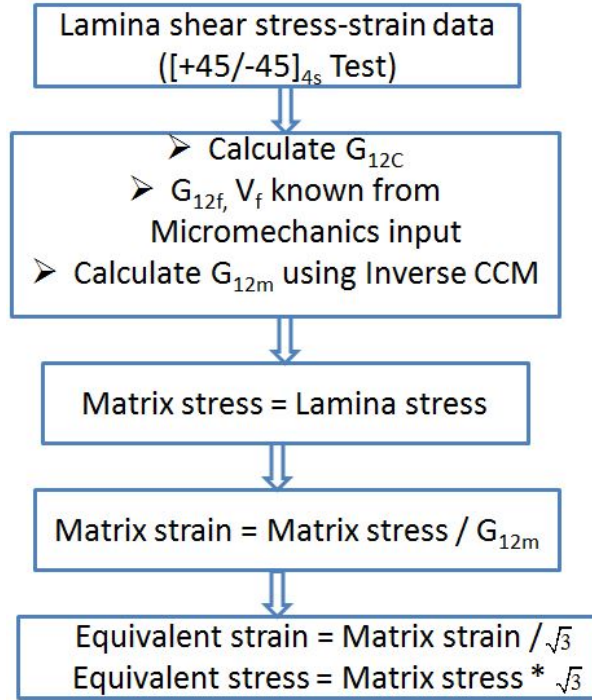 Lamina shear stress-strain data
([+45/-45]4s Test)
➢ Calculate G12C
➢ G12f, Vf known from
Micromechanics input
➢ Calculate G12m using Inverse CCM
Matrix stress = Lamina stress
Matrix strain = Matrix stress / G12m
Equivalent strain = Matrix strain /√3
Equivalent stress = Matrix stress * √3